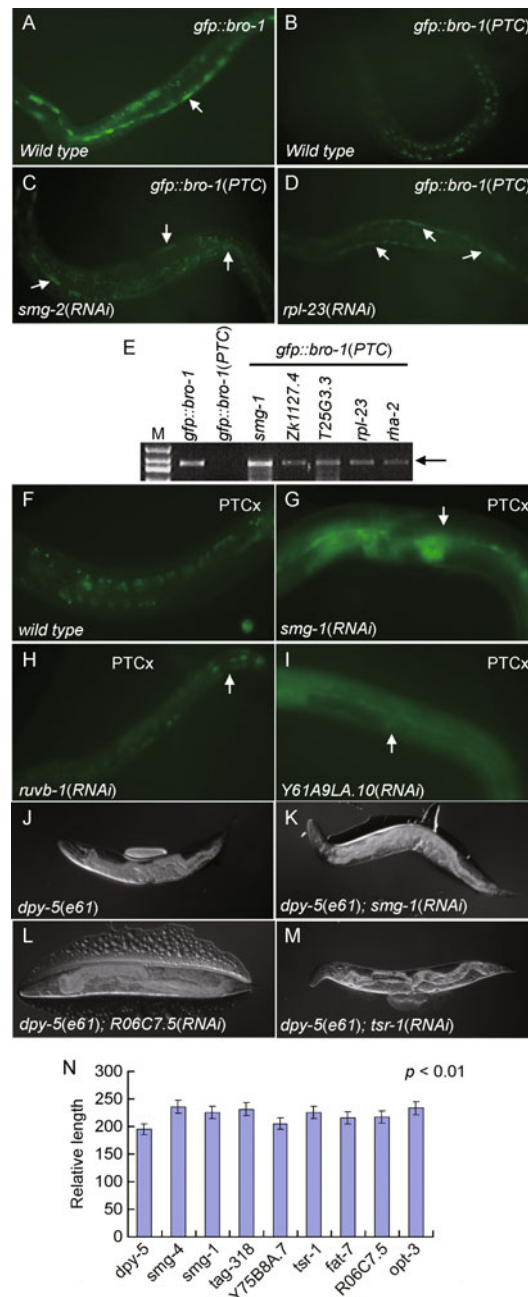 A
gfp::bro-1
Wild type
B
gfp::bro-1(PTC)
Wild type
C
gfp::bro-1(PTC)
smg-2(RNAi)
D
gfp::bro-1(PTC)
rpl-23(RNAi)
E
gfp::bro-1(PTC)
M
gfp::bro-1
gfp::bro-1(PTC)
smg-1
Zk1127.4
T25G3.3
rpl-23
rha-2
F
PTCx
wild type
G
PTCx
smg-1(RNAi)
H
PTCx
ruvb-1(RNAi)
I
PTCx
Y61A9LA.10(RNAi)
J
dpy-5(e61)
K
dpy-5(e61); smg-1(RNAi)
L
dpy-5(e61); R06C7.5(RNAi)
M
dpy-5(e61); tsr-1(RNAi)
N
p < 0.01
Relative length
300
250
200
150
100
50
0
dpy-5
smg-4
smg-1
tag-318
Y75B8A.7
tsr-1
fat-7
R06C7.5
opt-3